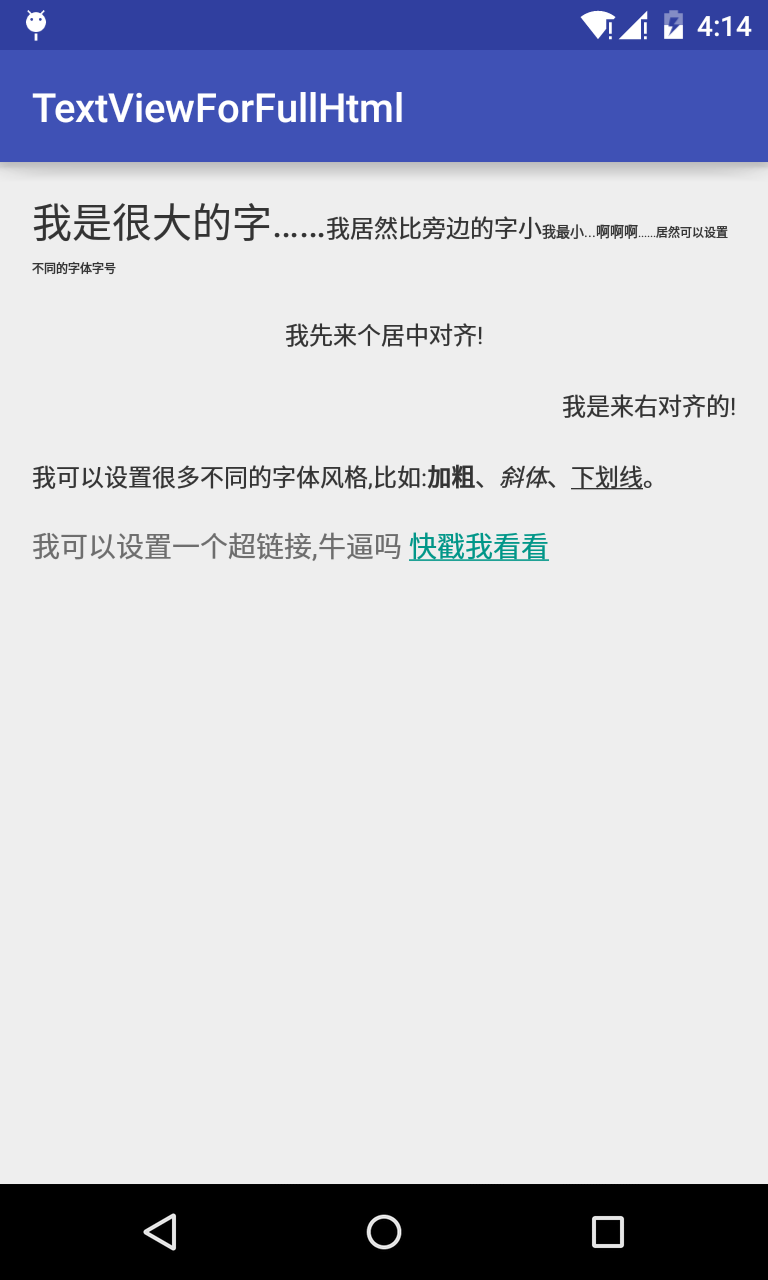 4:14
TextViewForFullHtml
我是很大的字......我居然比旁边的字小我最小...啊啊啊......居然可以设置
不同的字体字号
我先来个居中对齐!
我是来右对齐的!
我可以设置很多不同的字体风格,比如:加粗、斜体、下划线。
我可以设置一个超链接,牛逼吗 快戳我看看